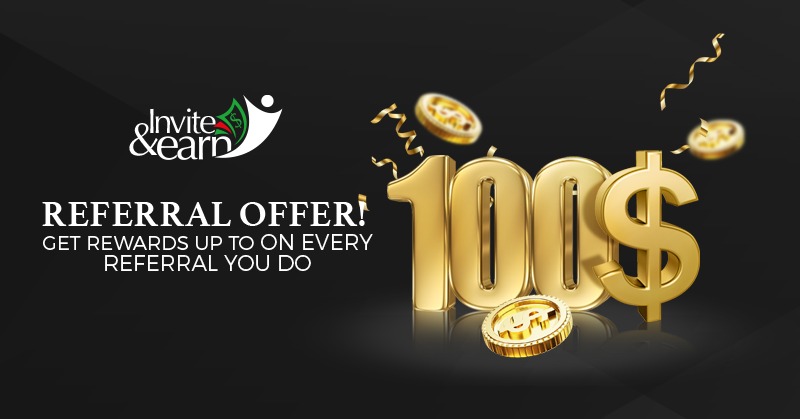 Invite
&earn
REFERRAL OFFER!
GET REWARDS UP TO ON EVERY
REFERRAL YOU DO
100$